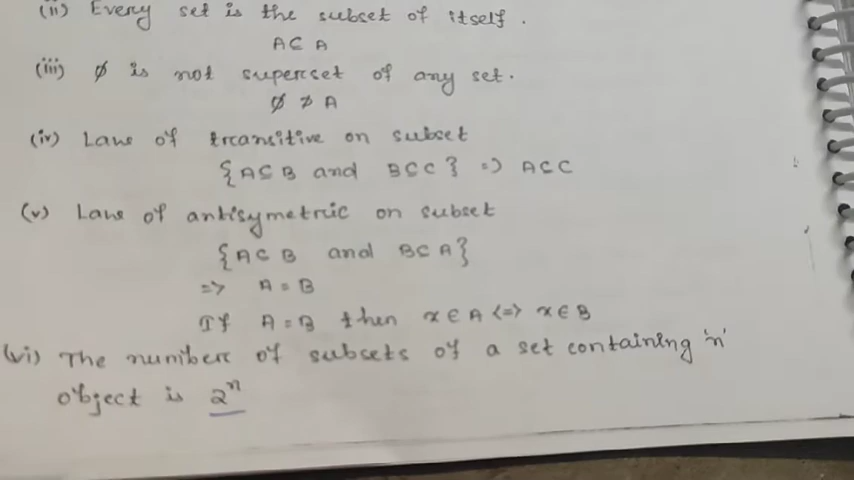 (ii) Every set is the subset of itself.
A ⊂ A
(iii) ∅ is not superset of any set.
∅ ⊅ A
(iv) Law of transitive on subset
{A ⊂ B and B ⊂ C} => A ⊂ C
(v) Law of antisymetric on subset
{A ⊂ B and B ⊂ A}
=> A = B
If A = B then x ∈ A <=> x ∈ B
(vi) The number of subsets of a set containing 'n'
object is 2ⁿ